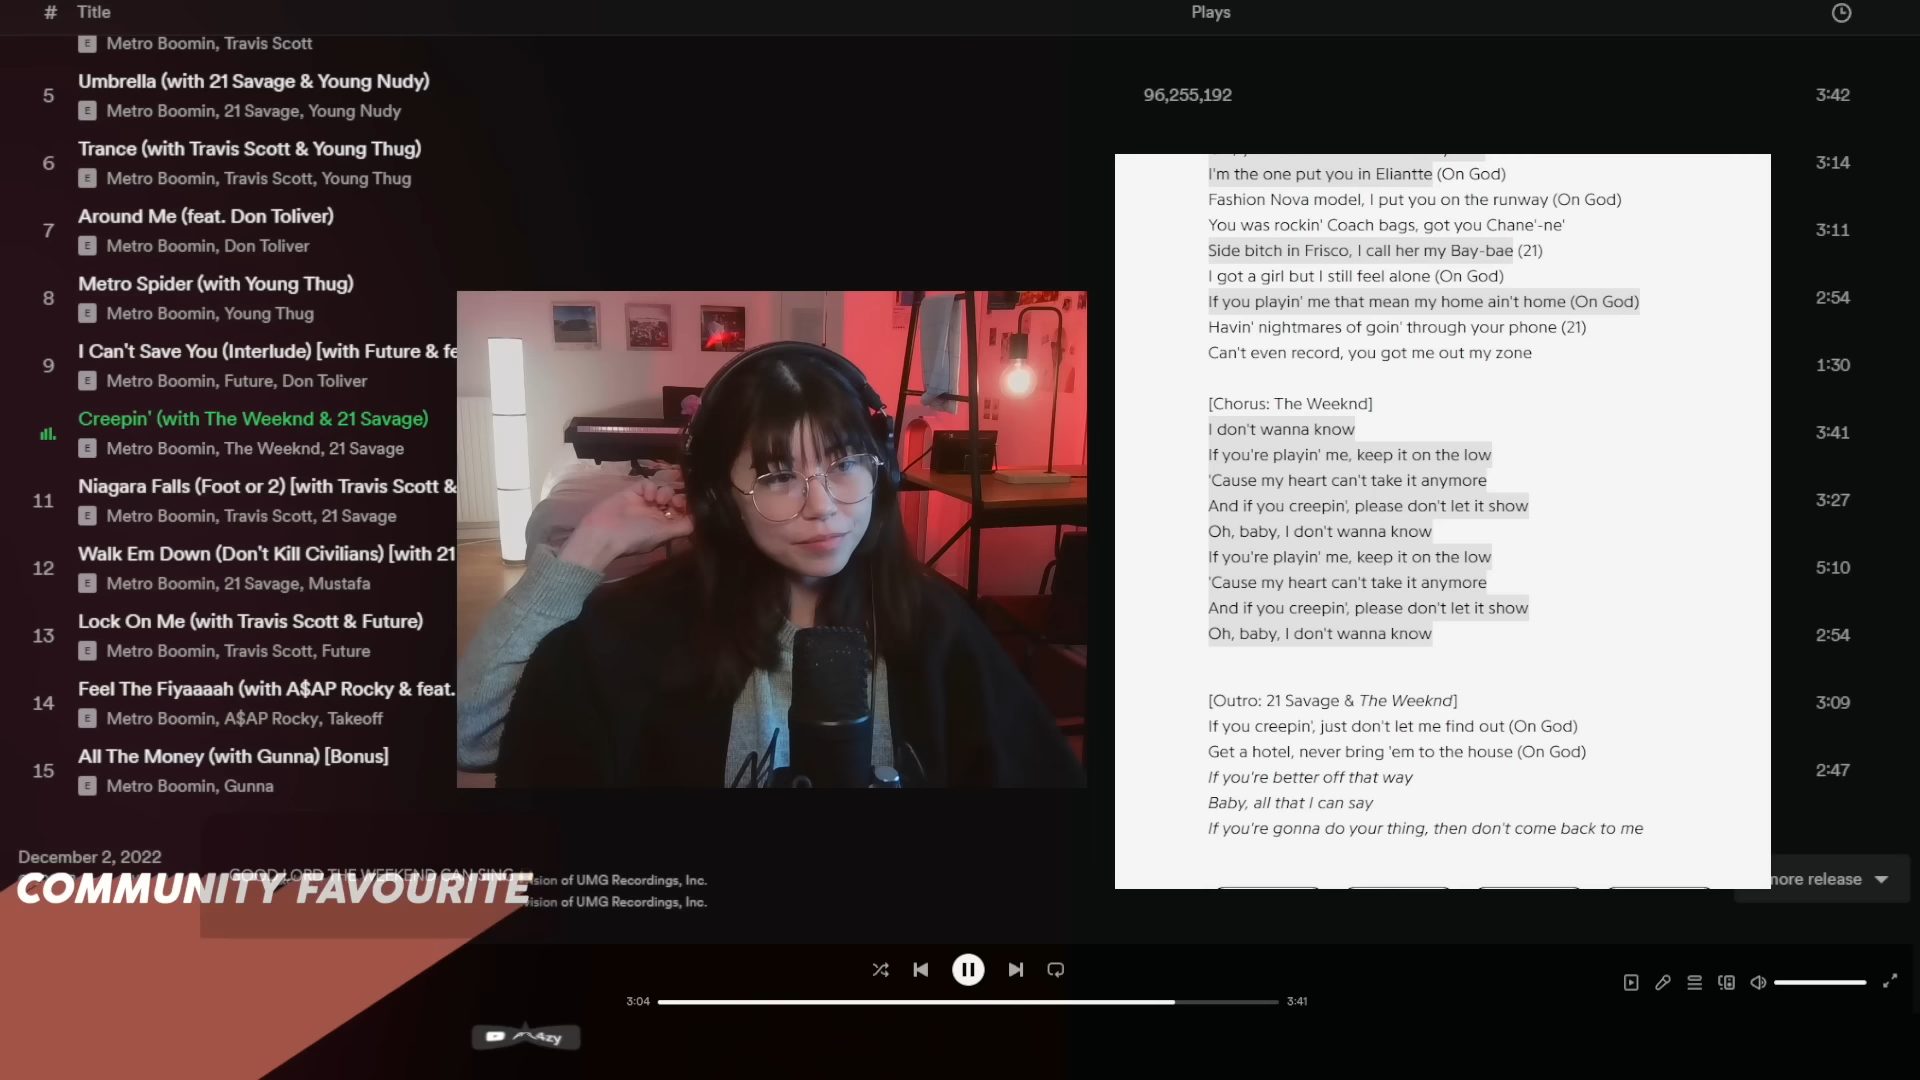 # Title Plays
Metro Boomin, Travis Scott
5 Umbrella (with 21 Savage & Young Nudy) 96,255,192 3:42
E Metro Boomin, 21 Savage, Young Nudy
6 Trance (with Travis Scott & Young Thug) 3:14
E Metro Boomin, Travis Scott, Young Thug
7 Around Me (feat. Don Toliver) 3:11
E Metro Boomin, Don Toliver
8 Metro Spider (with Young Thug) 2:54
E Metro Boomin, Young Thug
9 I Can't Save You (Interlude) [with Future & fe 1:30
E Metro Boomin, Future, Don Toliver
Creepin' (with The Weeknd & 21 Savage) 3:41
E Metro Boomin, The Weeknd, 21 Savage
11 Niagara Falls (Foot or 2) [with Travis Scott & 3:27
E Metro Boomin, Travis Scott, 21 Savage
12 Walk Em Down (Don't Kill Civilians) [with 21 5:10
E Metro Boomin, 21 Savage, Mustafa
13 Lock On Me (with Travis Scott & Future) 2:54
E Metro Boomin, Travis Scott, Future
14 Feel The Fiyaaaah (with A$AP Rocky & feat. 3:09
E Metro Boomin, A$AP Rocky, Takeoff
15 All The Money (with Gunna) [Bonus] 2:47
E Metro Boomin, Gunna
I'm the one put you in Eliantte (On God)
Fashion Nova model, I put you on the runway (On God)
You was rockin' Coach bags, got you Chane'-ne'
Side bitch in Frisco, I call her my Bay-bae (21)
I got a girl but I still feel alone (On God)
If you playin' me that mean my home ain't home (On God)
Havin' nightmares of goin' through your phone (21)
Can't even record, you got me out my zone
[Chorus: The Weeknd]
I don't wanna know
If you're playin' me, keep it on the low
'Cause my heart can't take it anymore
And if you creepin', please don't let it show
Oh, baby, I don't wanna know
If you're playin' me, keep it on the low
'Cause my heart can't take it anymore
And if you creepin', please don't let it show
Oh, baby, I don't wanna know
[Outro: 21 Savage & The Weeknd]
If you creepin', just don't let me find out (On God)
Get a hotel, never bring 'em to the house (On God)
If you're better off that way
Baby, all that I can say
If you're gonna do your thing, then don't come back to me
December 2, 2022
GOOD LORD THE WEEKEND CAN SING
COMMUNITY FAVOURITE
ision of UMG Recordings, Inc.
vision of UMG Recordings, Inc.
more release
3:04 3:41